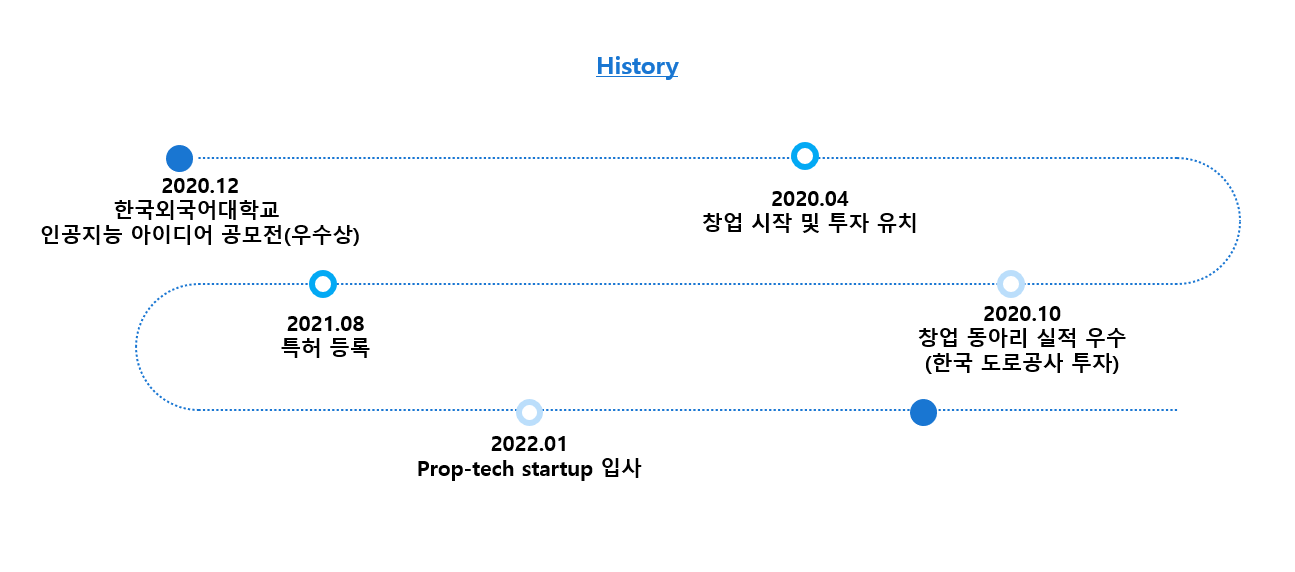 History
2020.12
한국외국어대학교
인공지능 아이디어 공모전(우수상)
2020.04
창업 시작 및 투자 유치
2020.10
창업 동아리 실적 우수
(한국 도로공사 투자)
2021.08
특허 등록
2022.01
Prop-tech startup 입사